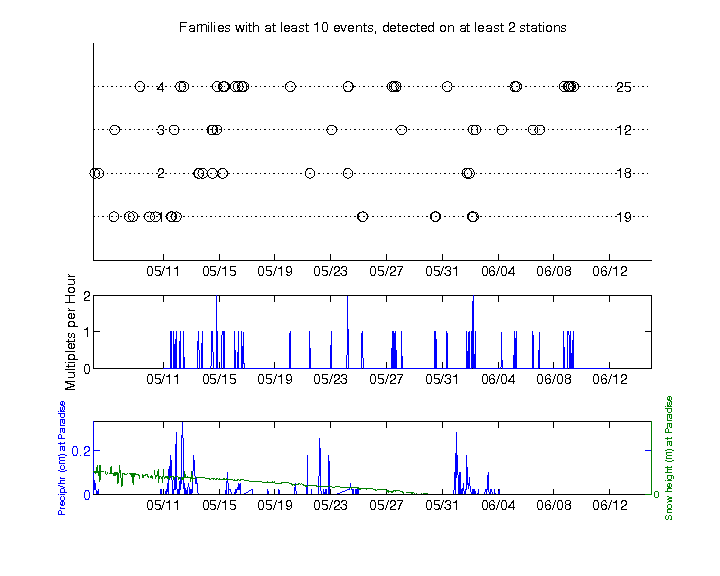 Families with at least 10 events, detected on at least 2 stations
4 25
3 12
2 18
1 19
05/11 05/15 05/19 05/23 05/27 05/31 06/04 06/08 06/12
Multiplets per Hour
2
1
0
05/11 05/15 05/19 05/23 05/27 05/31 06/04 06/08 06/12
Precip/hr (cm) at Paradise
0.2
0
Snow height (m) at Paradise
0
05/11 05/15 05/19 05/23 05/27 05/31 06/04 06/08 06/12